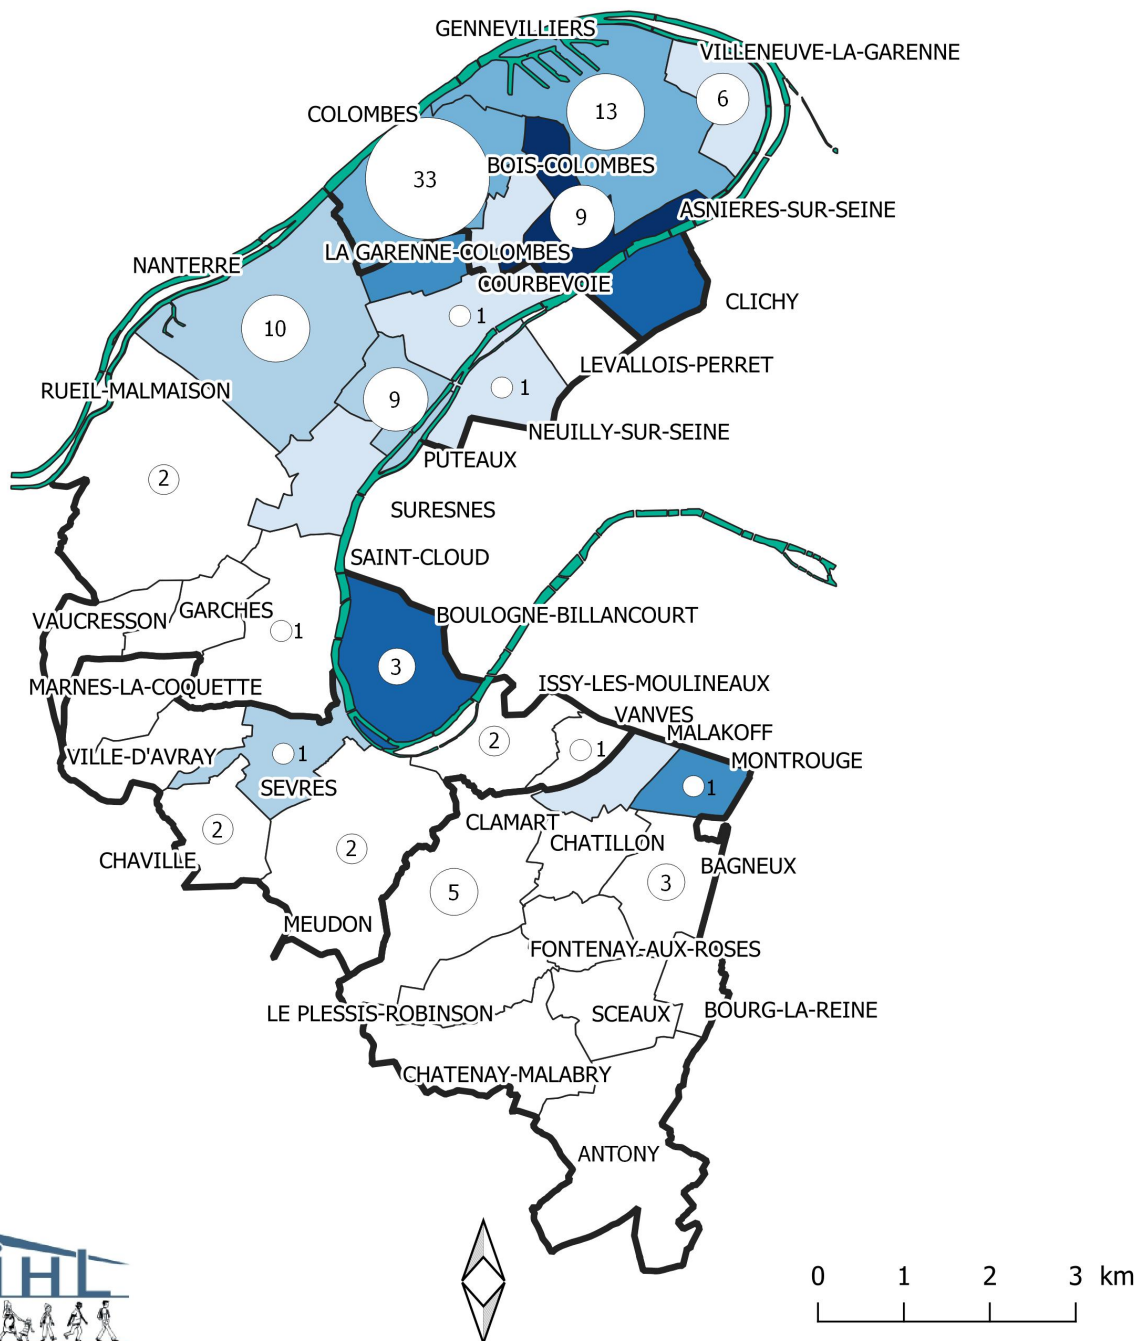 GENNEVILLIERS
VILLENEUVE-LA-GARENNE
6
COLOMBES
13
BOIS-COLOMBES
33
ASNIERES-SUR-SEINE
9
LA GARENNE-COLOMBES
NANTERRE
COURBEVOIE
CLICHY
1
10
LEVALLOIS-PERRET
RUEIL-MALMAISON
1
9
NEUILLY-SUR-SEINE
PUTEAUX
2
SURESNES
SAINT-CLOUD
GARCHES
BOULOGNE-BILLANCOURT
VAUCRESSON
1
3
ISSY-LES-MOULINEAUX
MARNES-LA-COQUETTE
VANVES
MALAKOFF
2
1
VILLE-D'AVRAY
1
MONTROUGE
SEVRES
1
CLAMART
2
CHATILLON
2
CHAVILLE
BAGNEUX
3
5
MEUDON
FONTENAY-AUX-ROSES
LE PLESSIS-ROBINSON
SCEAUX
BOURG-LA-REINE
CHATENAY-MALABRY
ANTONY
iHL
0 1 2 3 km